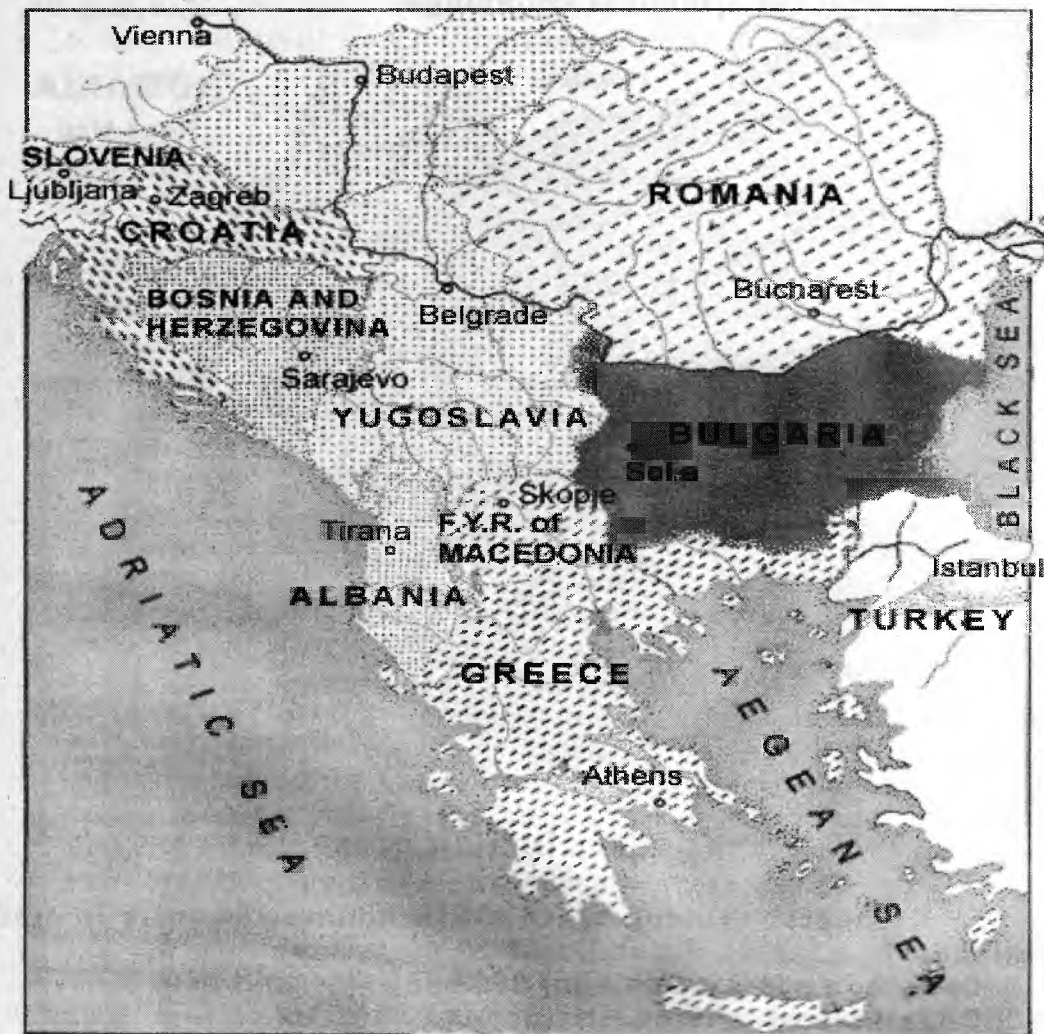 Vienna
Budapest
SLOVENIA
Ljubljana
Zagreb
CROATIA
ROMANIA
BOSNIA AND
HERZEGOVINA
Belgrade
Bucharest
Sarajevo
YUGOSLAVIA
BULGARIA
BLACK SEA
Skopje
Tirana
F.Y.R. of
MACEDONIA
Istanbul
ALBANIA
TURKEY
GREECE
ADRIATIC SEA
AEGEAN SEA
Athens